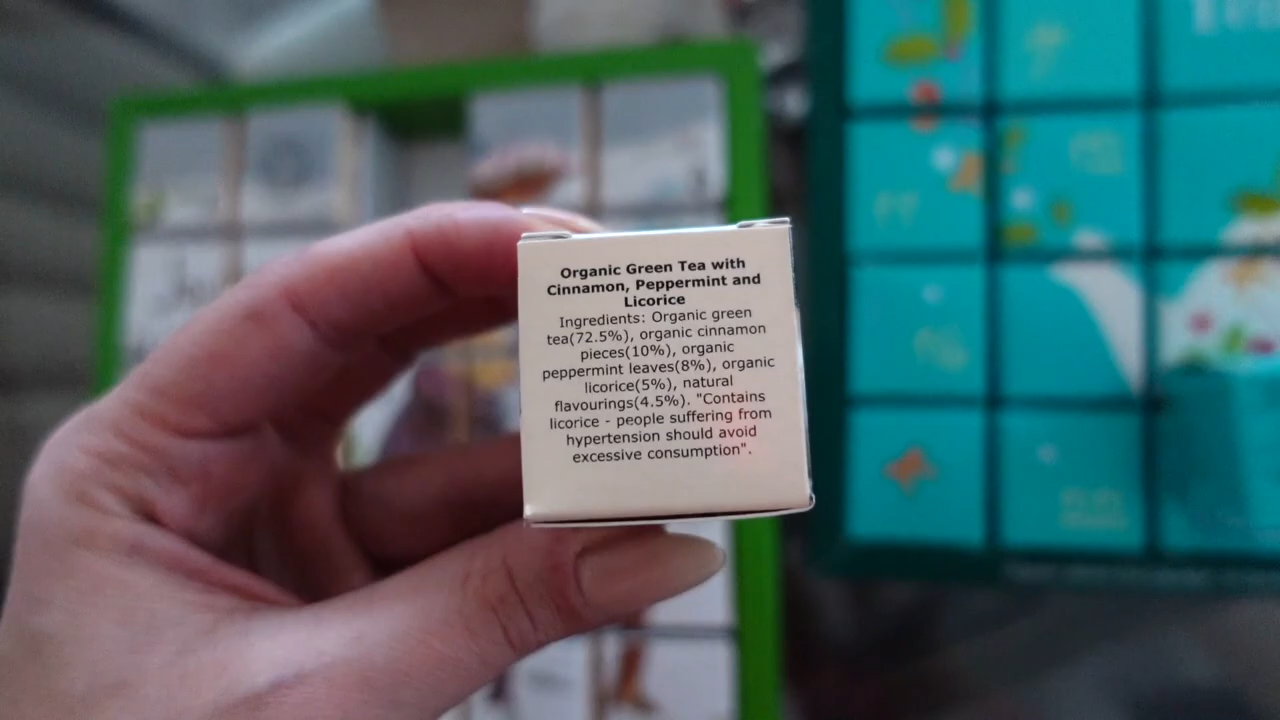 Organic Green Tea with
Cinnamon, Peppermint and
Licorice
Ingredients: Organic green
tea(72.5%), organic cinnamon
pieces(10%), organic
peppermint leaves(8%), organic
licorice(5%), natural
flavourings(4.5%). "Contains
licorice - people suffering from
hypertension should avoid
excessive consumption".